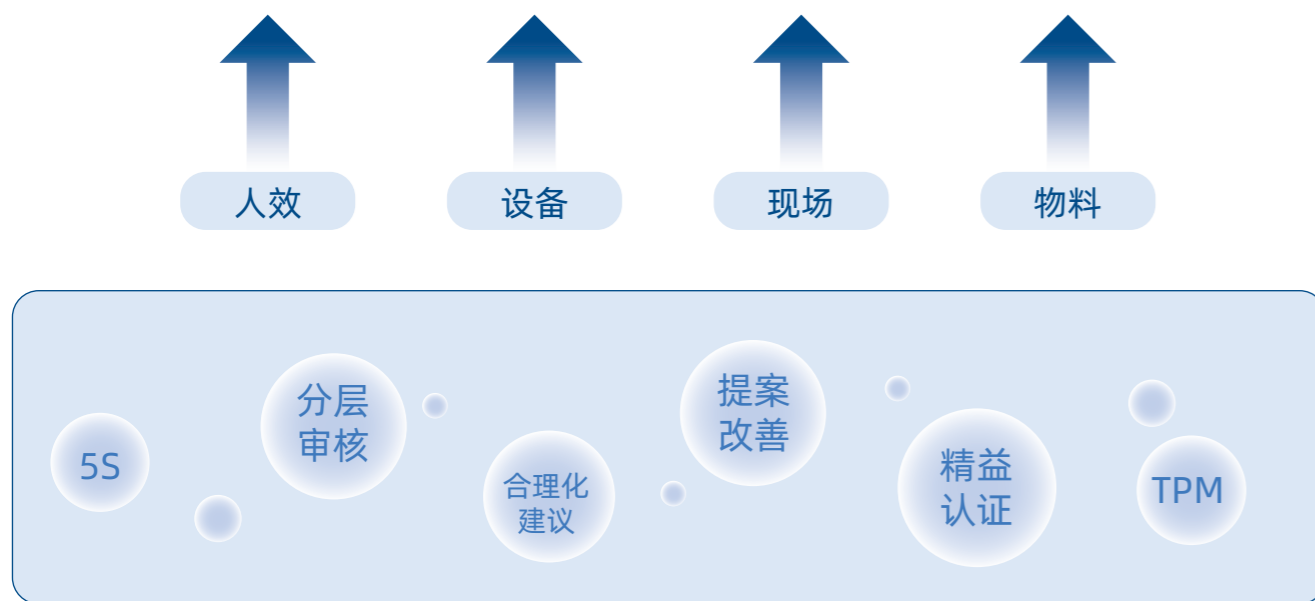 人效
设备
现场
物料
5S
分层
审核
合理化
建议
提案
改善
精益
认证
TPM